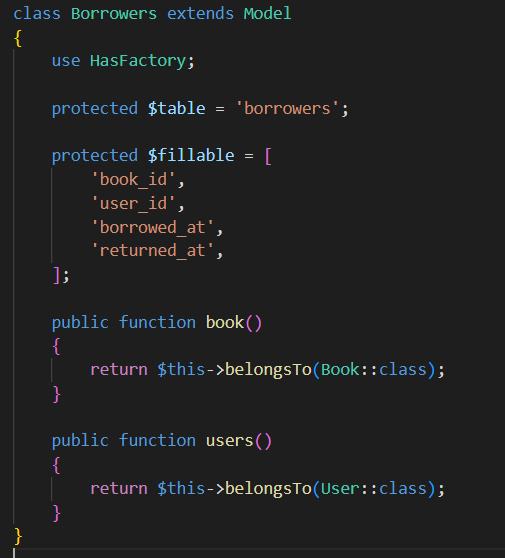 class Borrowers extends Model
{
    use HasFactory;
    protected $table = 'borrowers';
    protected $fillable = [
        'book_id',
        'user_id',
        'borrowed_at',
        'returned_at',
    ];
    public function book()
    {
        return $this->belongsTo(Book::class);
    }
    public function users()
    {
        return $this->belongsTo(User::class);
    }
}